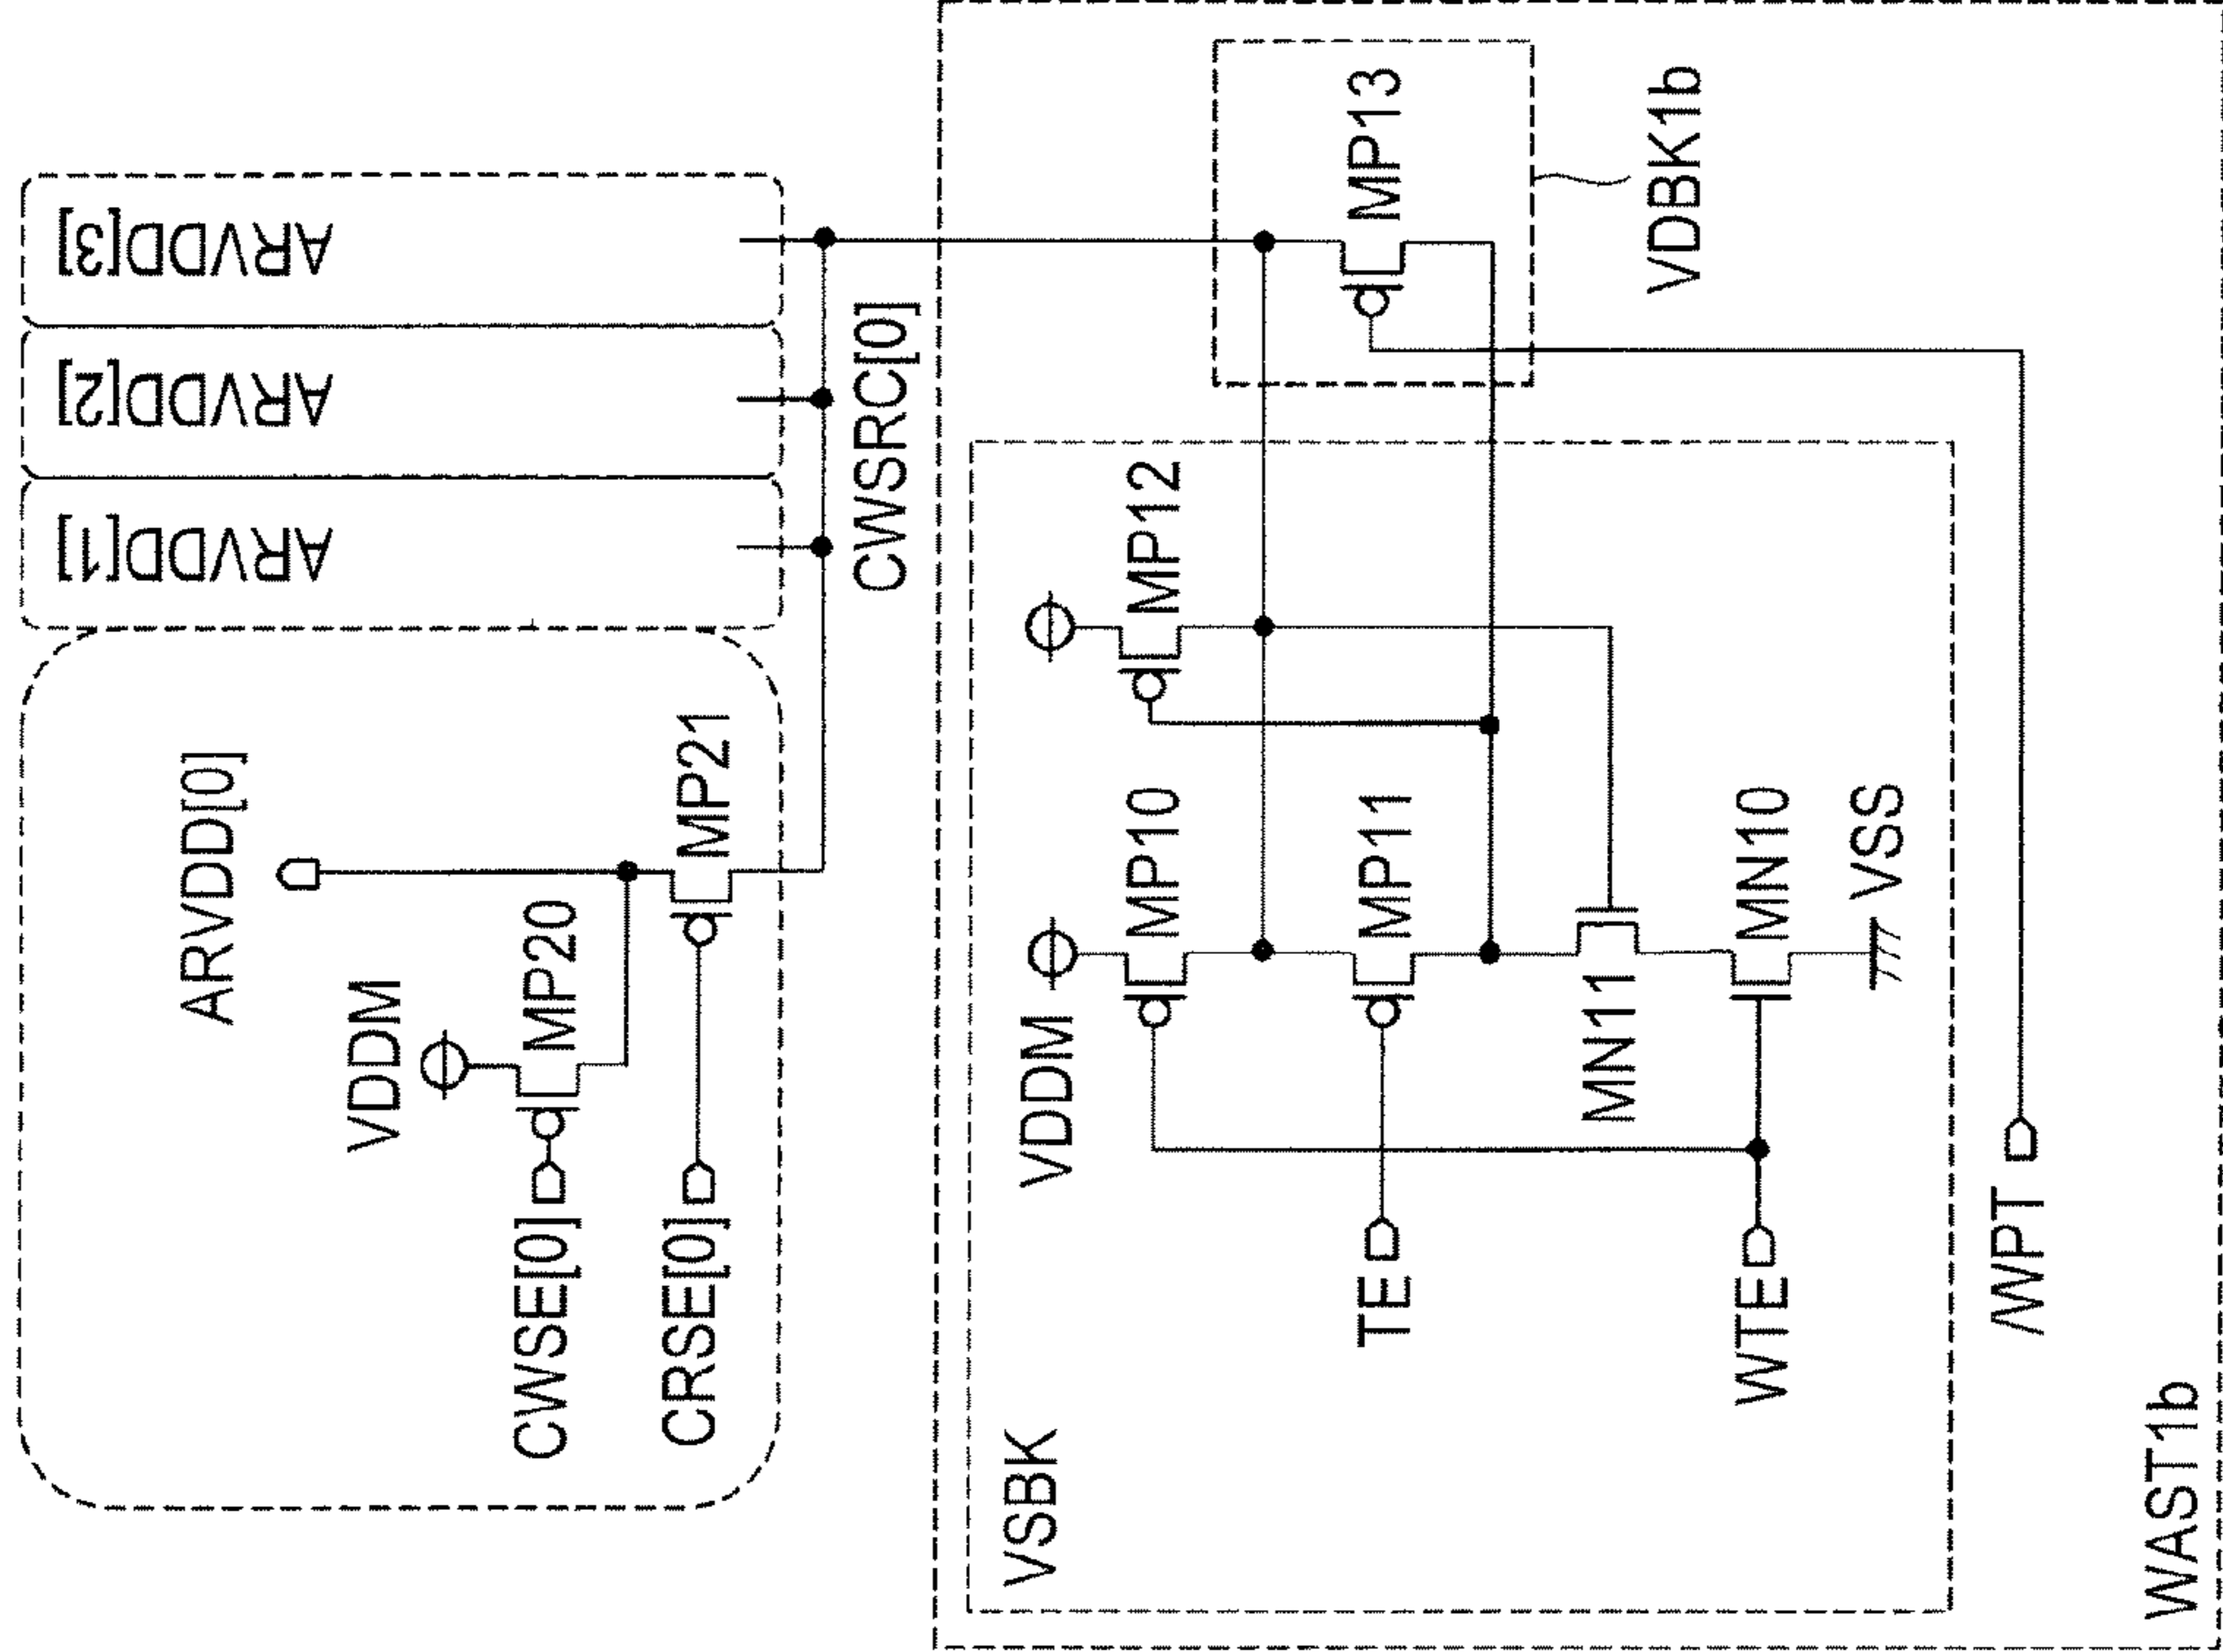 ARVDD[0]
ARVDD[1]
ARVDD[2]
ARVDD[3]
VDDM
MP20
CWSE[0]
MP21
CRSE[0]
CWSRC[0]
VSBK
VDDM
MP10
MP12
MP13
TE
MP11
MN11
VDBK1b
WTE
MN10
VSS
/WPT
WAST1b